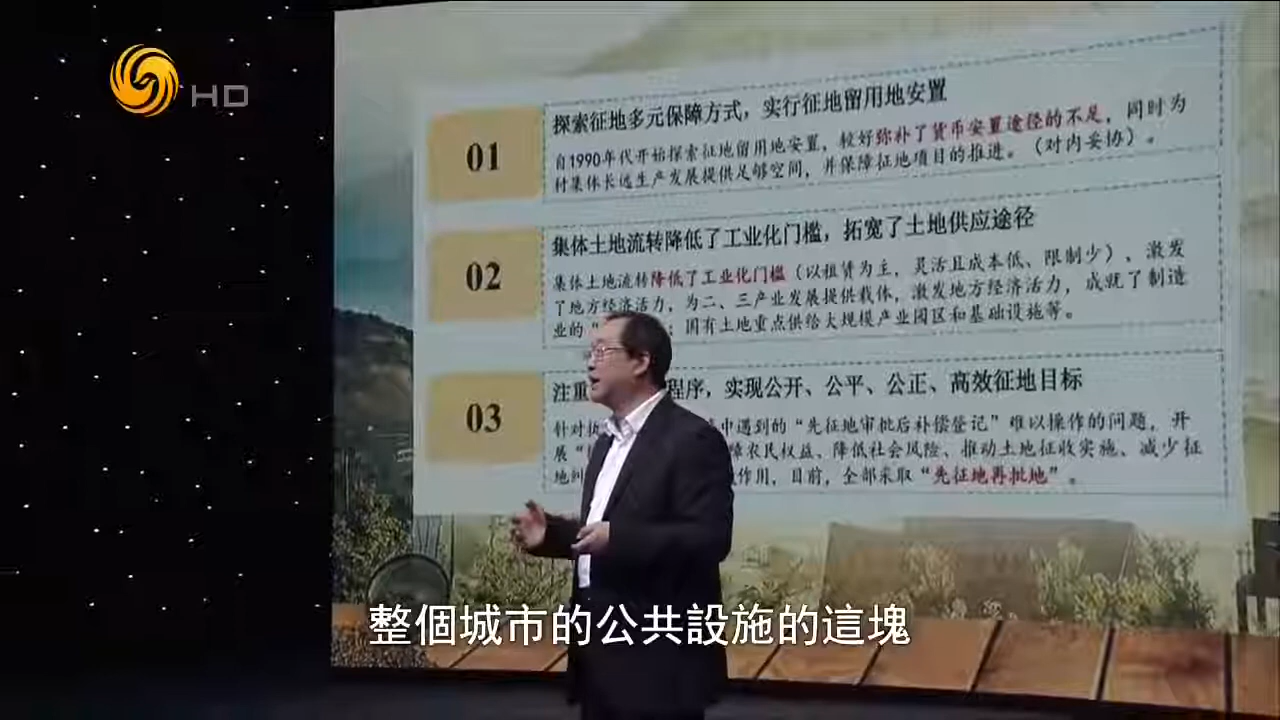 HD
01
探索征地多元保障方式，实行征地留用地安置
自1990年代开始探索征地留用地安置，较好弥补了货币安置途径的不足，同时为
村集体长远生产发展提供足够空间，并保障征地项目的推进。（对内妥协）。
02
集体土地流转降低了工业化门槛，拓宽了土地供应途径
集体土地流转降低了工业化门槛（以租赁为主，灵活且成本低、限制少），激发
了地方经济活力，为二、三产业发展提供载体，激发地方经济活力，成就了制造
业的“ ；国有土地重点供给大规模产业园区和基础设施等。
03
注重 程序，实现公开、公平、公正、高效征地目标
针对 中遇到的“先征地审批后补偿登记”难以操作的问题，开
展“ 障农民权益、降低社会风险、推动土地征收实施、减少征
地纠 作用，目前，全部采取“先征地再批地”。
整個城市的公共設施的這塊